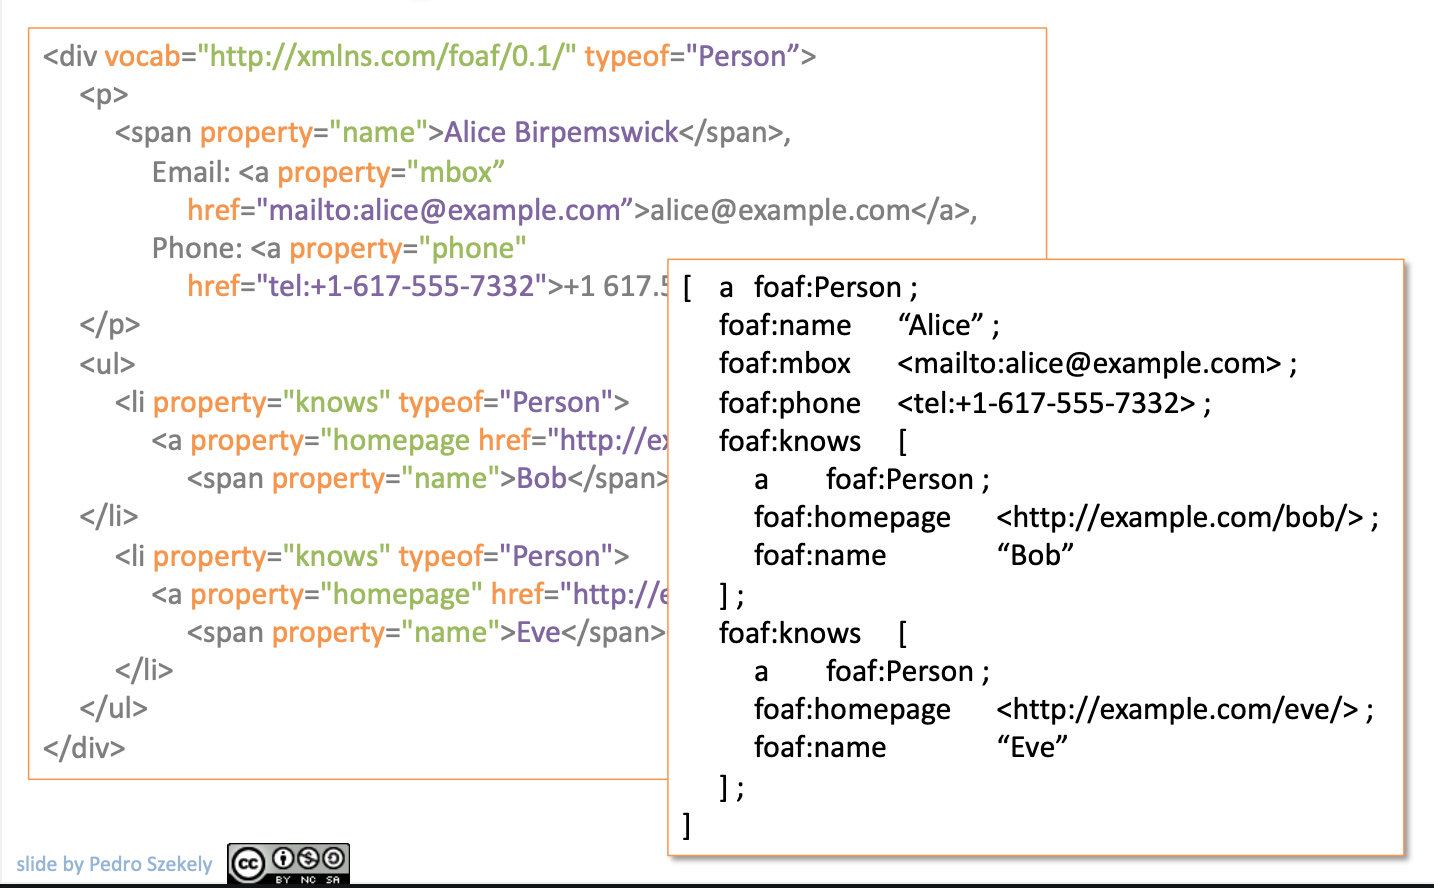 <div vocab="http://xmlns.com/foaf/0.1/" typeof="Person”>
<p>
<span property="name">Alice Birpemswick</span>,
Email: <a property="mbox”
href="mailto:alice@example.com”>alice@example.com</a>,
Phone: <a property="phone"
href="tel:+1-617-555-7332">+1 617.5
</p>
<ul>
<li property="knows" typeof="Person">
<a property="homepage href="http://ex
<span property="name">Bob</span>
</li>
<li property="knows" typeof="Person">
<a property="homepage" href="http://e
<span property="name">Eve</span>
</li>
</ul>
</div>
[ a foaf:Person ;
foaf:name “Alice” ;
foaf:mbox <mailto:alice@example.com> ;
foaf:phone <tel:+1-617-555-7332> ;
foaf:knows [
a foaf:Person ;
foaf:homepage <http://example.com/bob/> ;
foaf:name “Bob”
] ;
foaf:knows [
a foaf:Person ;
foaf:homepage <http://example.com/eve/> ;
foaf:name “Eve”
] ;
]
slide by Pedro Szekely
cc
BY NC SA